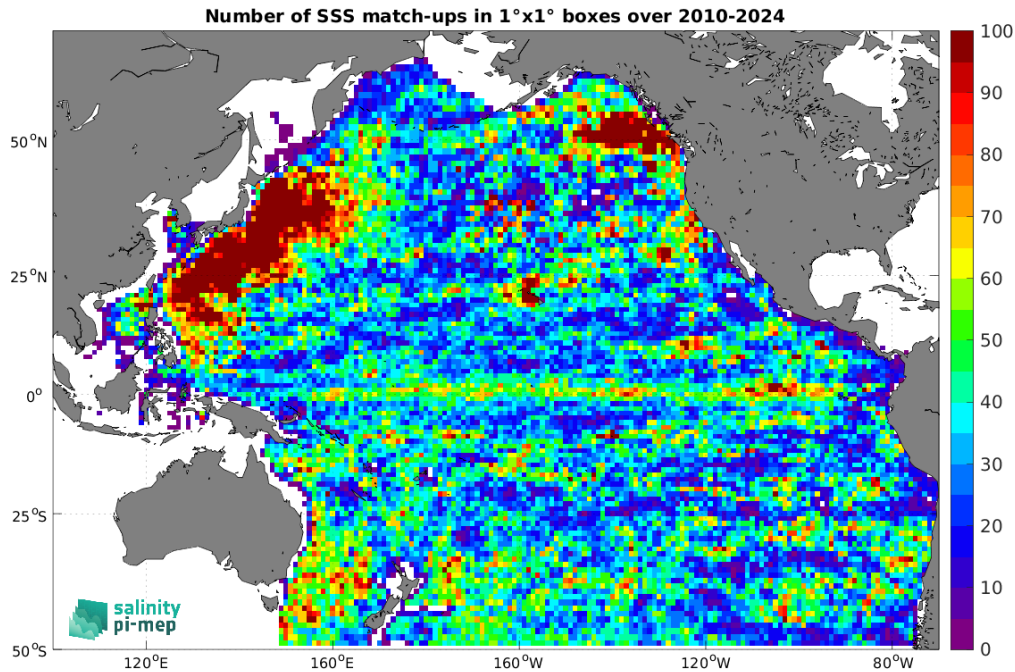 Number of SSS match-ups in 1°x1° boxes over 2010-2024
100
90
80
70
60
50
40
30
20
10
0
50°N
25°N
0°
25°S
50°S
120°E
160°E
160°W
120°W
80°W
salinity
pi-mep